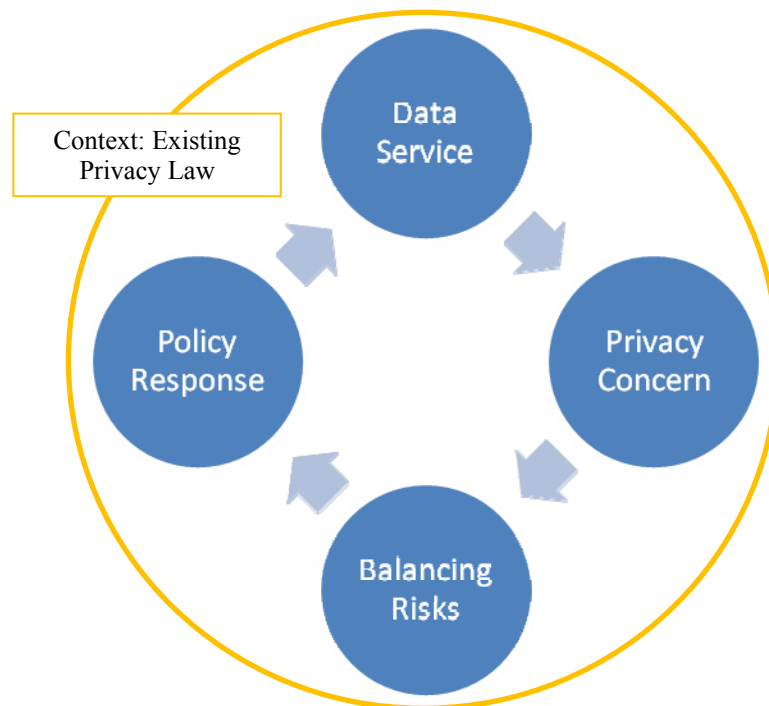 Data
Service
Context: Existing
Privacy Law
Policy
Response
Privacy
Concern
Balancing
Risks